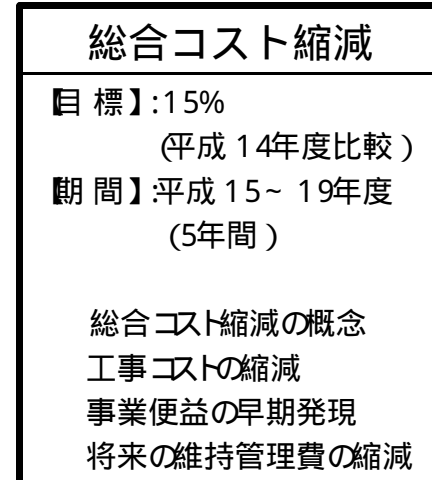 総合コスト縮減
【目 標】:15%
(平成 14年度比較)
【期 間】:平成 15~ 19年度
(5年間)
総合コスト縮減の概念
工事コストの縮減
事業便益の早期発現
将来の維持管理費の縮減